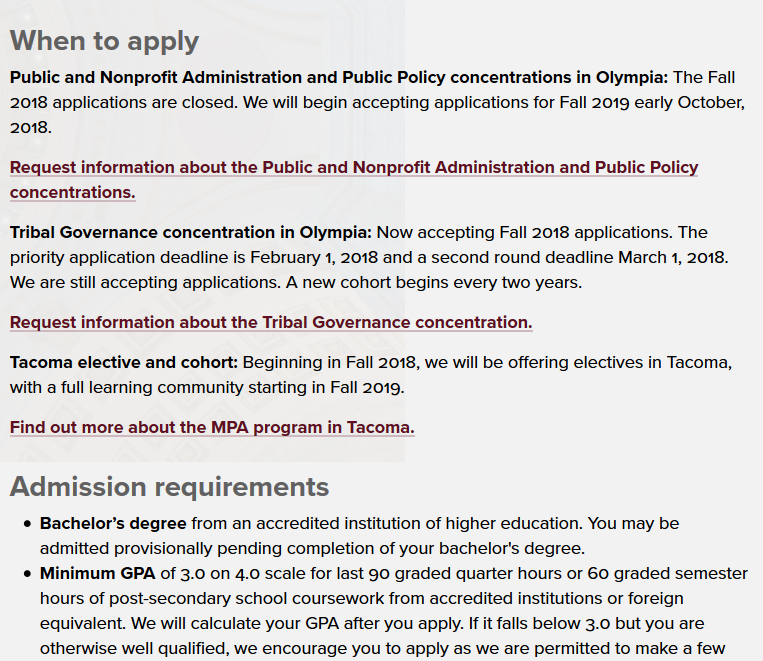 When to apply
Public and Nonprofit Administration and Public Policy concentrations in Olympia: The Fall
2018 applications are closed. We will begin accepting applications for Fall 2019 early October,
2018.
Request information about the Public and Nonprofit Administration and Public Policy
concentrations.
Tribal Governance concentration in Olympia: Now accepting Fall 2018 applications. The
priority application deadline is February 1, 2018 and a second round deadline March 1, 2018.
We are still accepting applications. A new cohort begins every two years.
Request information about the Tribal Governance concentration.
Tacoma elective and cohort: Beginning in Fall 2018, we will be offering electives in Tacoma,
with a full learning community starting in Fall 2019.
Find out more about the MPA program in Tacoma.
Admission requirements
• Bachelor’s degree from an accredited institution of higher education. You may be
admitted provisionally pending completion of your bachelor's degree.
• Minimum GPA of 3.0 on 4.0 scale for last 90 graded quarter hours or 60 graded semester
hours of post-secondary school coursework from accredited institutions or foreign
equivalent. We will calculate your GPA after you apply. If it falls below 3.0 but you are
otherwise well qualified, we encourage you to apply as we are permitted to make a few